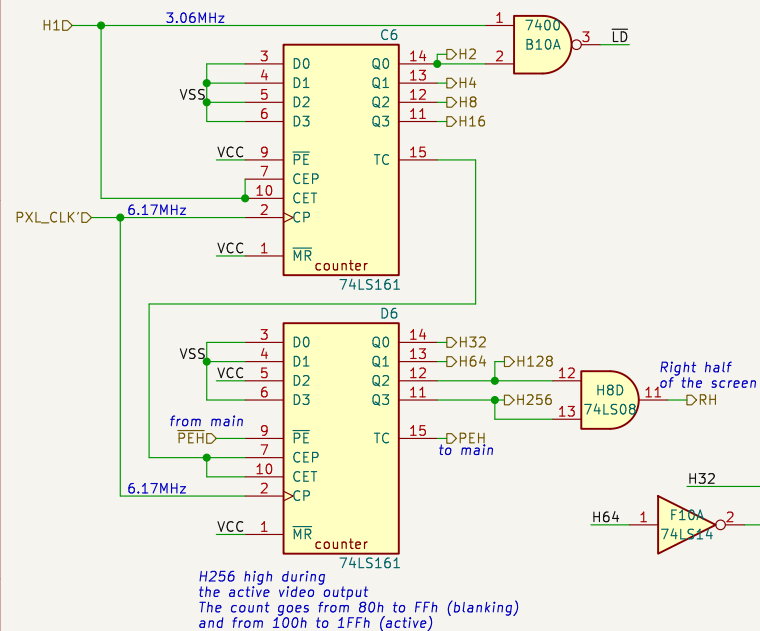 H1
3.06MHz
1
7400
B10A
2
3
LD
C6
3 D0 Q0 14 H2
4 D1 Q1 13 H4
VSS
5 D2 Q2 12 H8
6 D3 Q3 11 H16
VCC 9 PE TC 15
7 CEP
10 CET
PXL_CLK' 6.17MHz 2 CP
VCC 1 MR
counter
74LS161
D6
3 D0 Q0 14 H32
VSS 4 D1 Q1 13 H64 H128
VCC 5 D2 Q2 12
6 D3 Q3 11 H256
12
H8D
74LS08
13
11 RH
Right half
of the screen
from main
PEH 9 PE TC 15 PEH
to main
7 CEP
10 CET
6.17MHz 2 CP
VCC 1 MR
counter
74LS161
H32
H64 1 F10A 2
74LS14
H256 high during
the active video output
The count goes from 80h to FFh (blanking)
and from 100h to 1FFh (active)